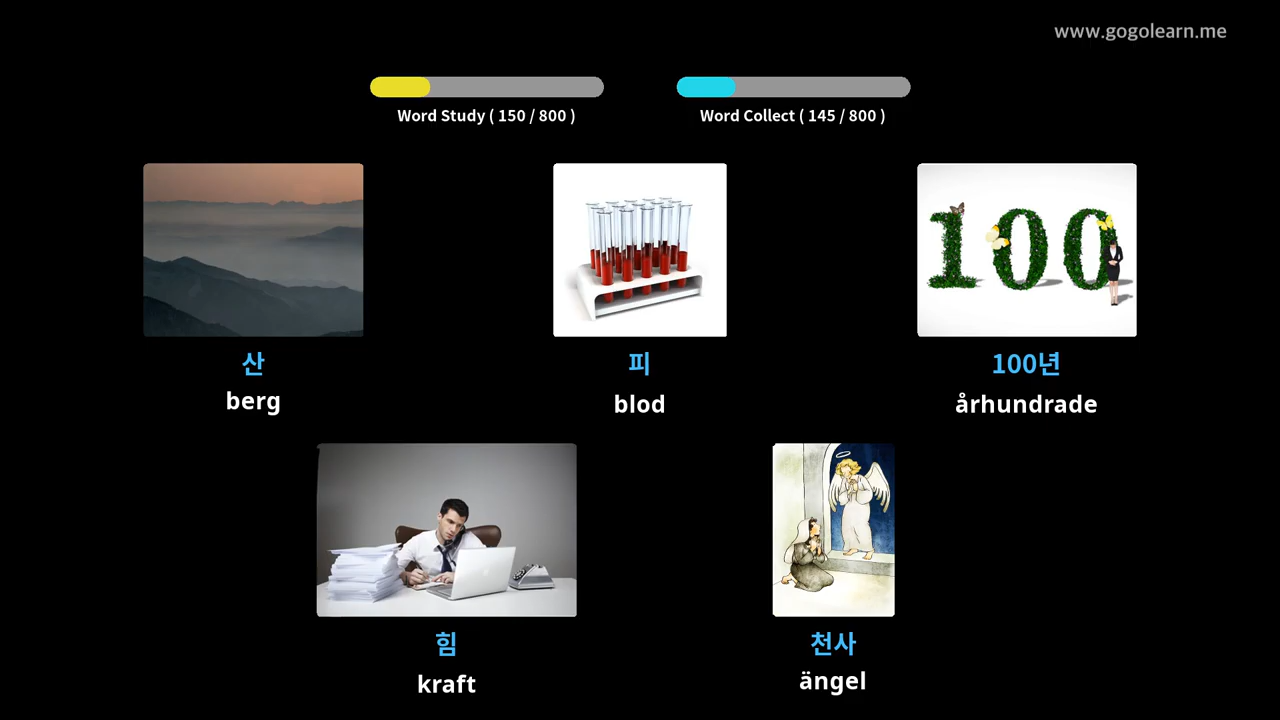 www.gogolearn.me
Word Study ( 150 / 800 )
Word Collect ( 145 / 800 )
산
berg
피
blod
100
100년
århundrade
힘
kraft
천사
ängel